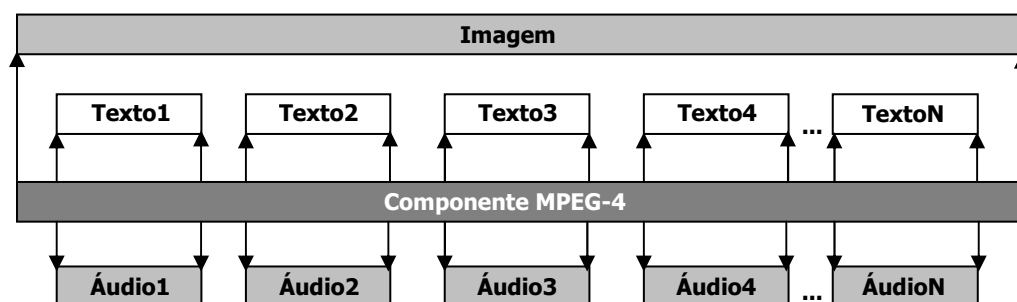 Imagem
Texto1 Texto2 Texto3 Texto4 ... TextoN
Componente MPEG-4
Áudio1 Áudio2 Áudio3 Áudio4 ... ÁudioN